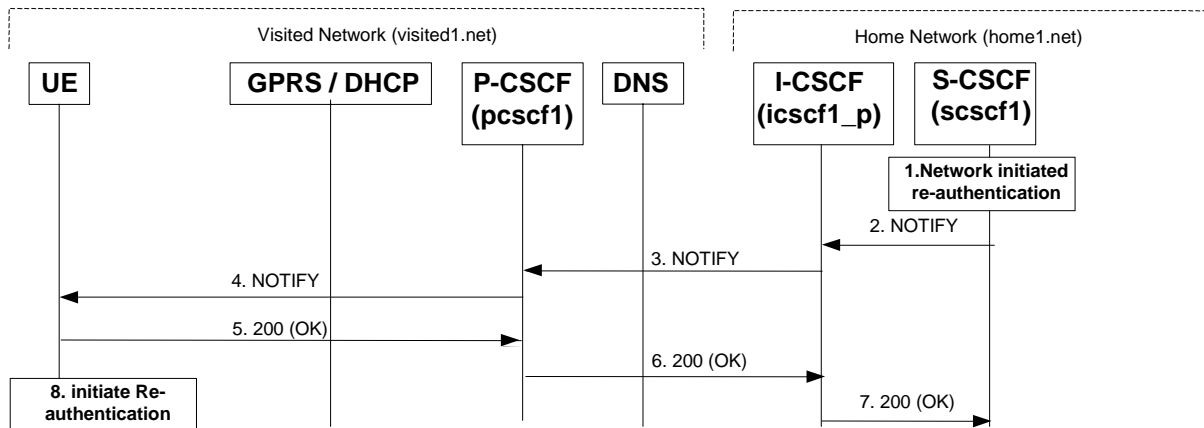 Visited Network (visited1.net)
Home Network (home1.net)
UE
GPRS / DHCP
P-CSCF
(pcscf1)
DNS
I-CSCF
(icscf1_p)
S-CSCF
(scscf1)
1.Network initiated
re-authentication
2. NOTIFY
3. NOTIFY
4. NOTIFY
5. 200 (OK)
6. 200 (OK)
7. 200 (OK)
8. initiate Re-
authentication